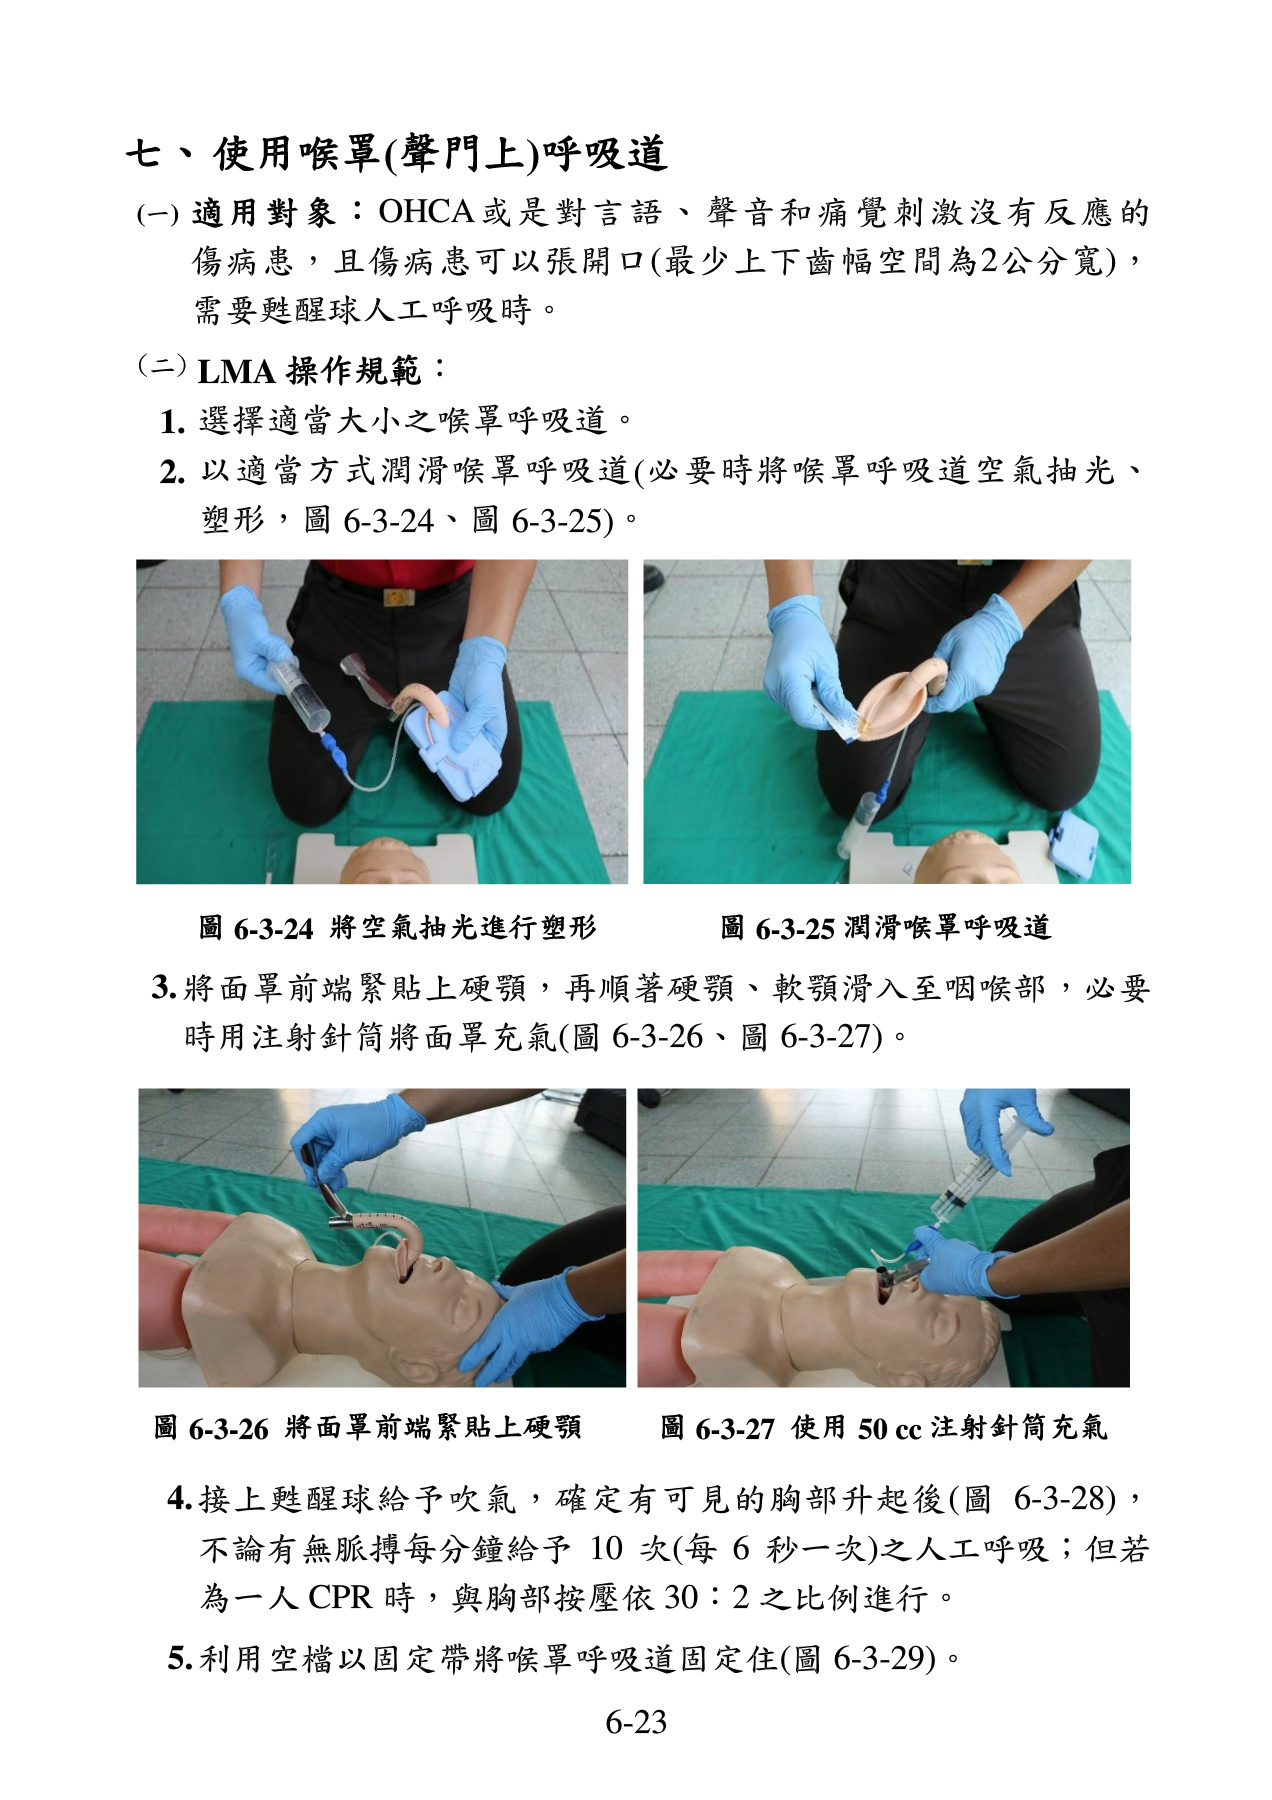 七、使用喉罩(聲門上)呼吸道
(一) 適用對象：OHCA或是對言語、聲音和痛覺刺激沒有反應的
傷病患，且傷病患可以張開口(最少上下齒幅空間為2公分寬)，
需要甦醒球人工呼吸時。
(二) LMA 操作規範：
1. 選擇適當大小之喉罩呼吸道。
2. 以適當方式潤滑喉罩呼吸道(必要時將喉罩呼吸道空氣抽光、
塑形，圖 6-3-24、圖 6-3-25)。
圖 6-3-24 將空氣抽光進行塑形
圖 6-3-25 潤滑喉罩呼吸道
3. 將面罩前端緊貼上硬顎，再順著硬顎、軟顎滑入至咽喉部，必要
時用注射針筒將面罩充氣(圖 6-3-26、圖 6-3-27)。
圖 6-3-26 將面罩前端緊貼上硬顎
圖 6-3-27 使用 50 cc 注射針筒充氣
4. 接上甦醒球給予吹氣，確定有可見的胸部升起後(圖 6-3-28)，
不論有無脈搏每分鐘給予 10 次(每 6 秒一次)之人工呼吸；但若
為一人 CPR 時，與胸部按壓依 30：2 之比例進行。
5. 利用空檔以固定帶將喉罩呼吸道固定住(圖 6-3-29)。
6-23